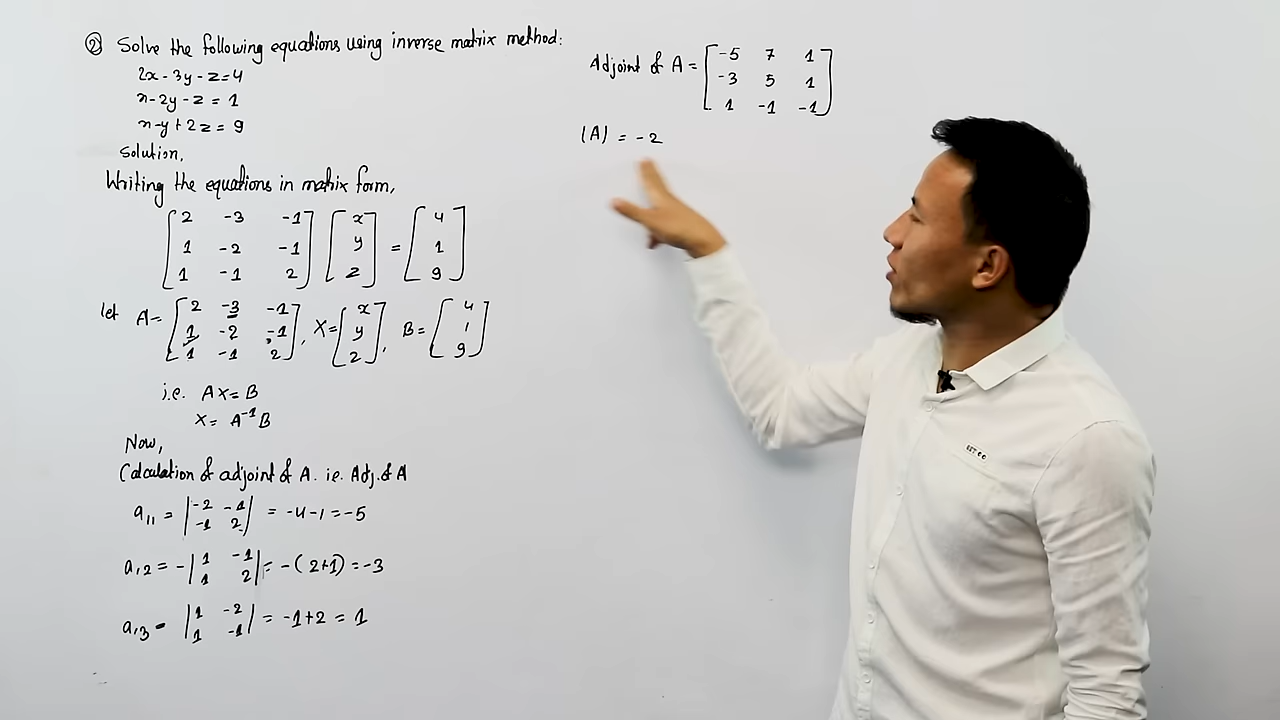 ② Solve the following equations using inverse matrix method:
2x-3y-z=4
x-2y-z=1
x-y+2z=9
Solution,
Writing the equations in matrix form,
[2 -3 -1] [x] = [4]
[1 -2 -1] [y] [1]
[1 -1 2] [z] [9]
let A= [2 -3 -1], X= [x], B= [4]
[1 -2 -1] [y] [1]
[1 -1 2] [z] [9]
i.e. AX=B
X= A⁻¹B
Now,
Calculation of adjoint of A. i.e. Adj. of A
a₁₁ = |-2 -1| = -4-1=-5
|-1 2|
a₁₂ = -|1 -1| = -(2+1)=-3
|1 2|
a₁₃ = |1 -2| = -1+2 = 1
|1 -1|
Adjoint of A = [-5 7 1]
[-3 5 1]
[1 -1 -1]
|A| = -2